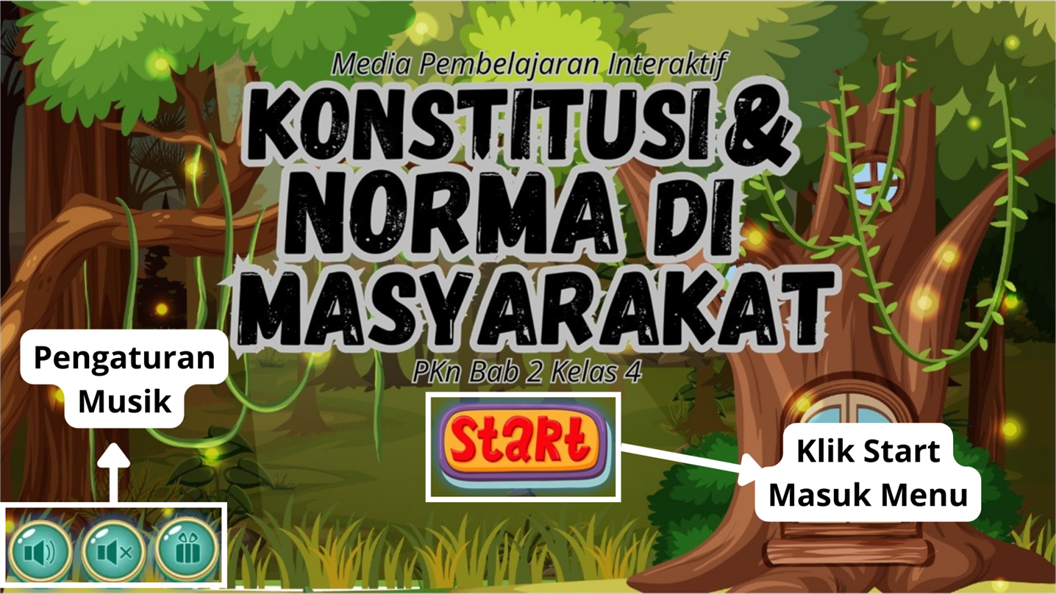 Media Pembelajaran Interaktif
KONSTITUSI &
NORMA DI
MASYARAKAT
PKn Bab 2 Kelas 4
Start
Pengaturan
Musik
Klik Start
Masuk Menu